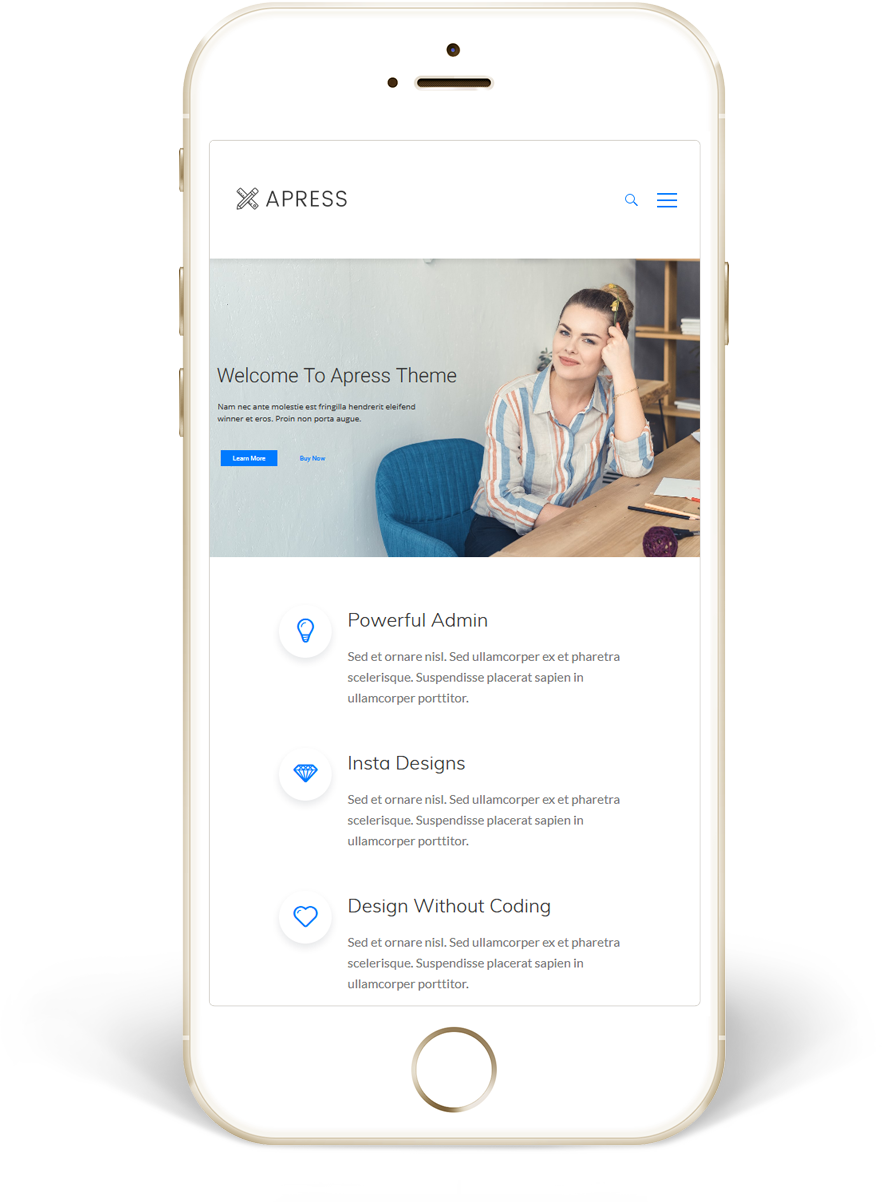 APRESS
Welcome To Apress Theme
Nam nec ante molestie est fringilla hendrerit eleifend
winner et eros. Proin non porta augue.
Learn More
Buy Now
Powerful Admin
Sed et ornare nisl. Sed ullamcorper ex et pharetra
scelerisque. Suspendisse placerat sapien in
ullamcorper porttitor.
Insta Designs
Sed et ornare nisl. Sed ullamcorper ex et pharetra
scelerisque. Suspendisse placerat sapien in
ullamcorper porttitor.
Design Without Coding
Sed et ornare nisl. Sed ullamcorper ex et pharetra
scelerisque. Suspendisse placerat sapien in
ullamcorper porttitor.